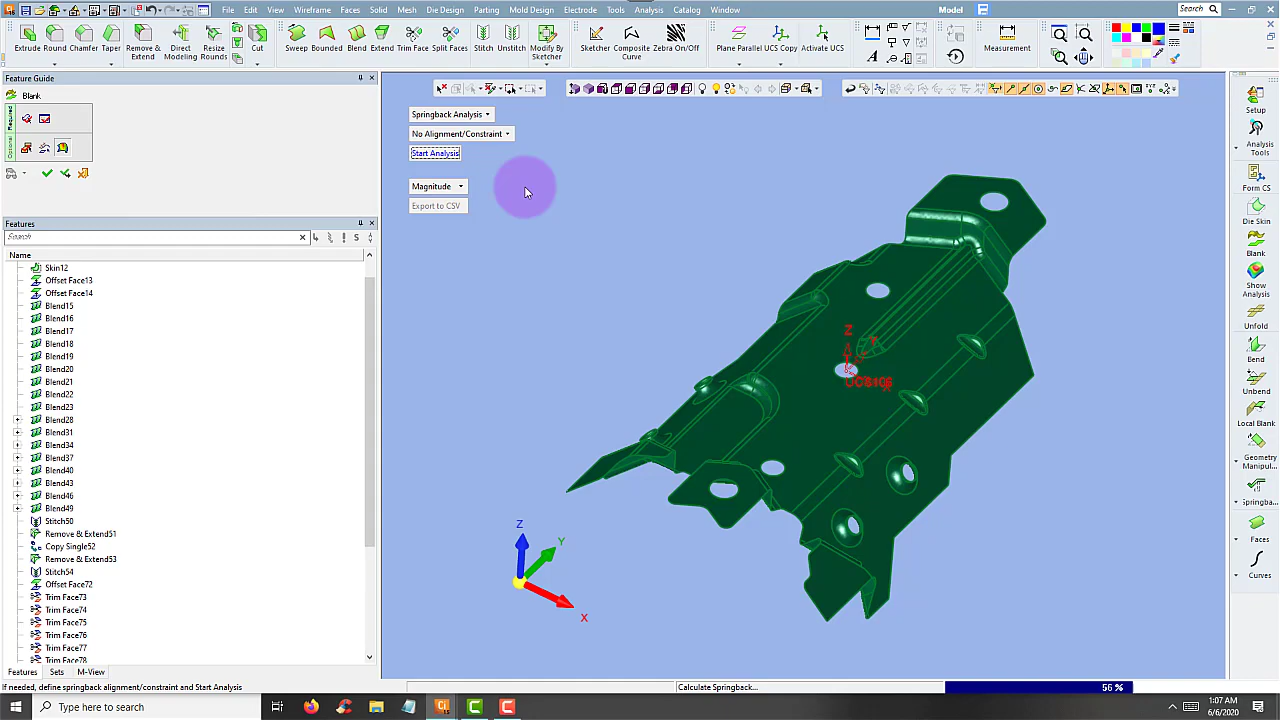 File Edit View Wireframe Faces Solid Mesh Die Design Parting Mold Design Electrode Tools Analysis Catalog Window Model Search
Extrude Round Chamfer Taper Remove & Extend Direct Modeling Resize Rounds Cut Sweep Bounded Blend Extend Trim Split Stitch Unstitch Modify By Sketcher Sketcher Composite Curve Zebra On/Off Plane Parallel UCS Copy Activate UCS Measurement
Feature Guide
Blank
Required
Optional
Features
Search
S
Name
Skin12
Offset Face13
Offset Face14
Blend15
Blend16
Blend17
Blend18
Blend19
Blend20
Blend21
Blend22
Blend23
Blend28
Blend31
Blend34
Blend37
Blend40
Blend43
Blend46
Blend49
Stitch50
Remove & Extend51
Copy Single52
Remove & Extend53
Stitch54
Offset Face72
Trim Face73
Trim Face74
Trim Face75
Trim Face76
Trim Face77
Trim Face78
Features Sets M-View
If needed, define springback alignment/constraint and Start Analysis
Calculate Springback...
56 %
Springback Analysis
No Alignment/Constraint
Start Analysis
Magnitude
Export to CSV
Z
Y
UCS106
Z
Y
X
Setup
Analysis Tools
Form CS
Die Skin
Blank
Show Analysis
Unfold
Bend
Unbend
Local Blank
Geometry Manipul...
Springba...
Faces
Curves
Type here to search
1:07 AM
6/6/2020